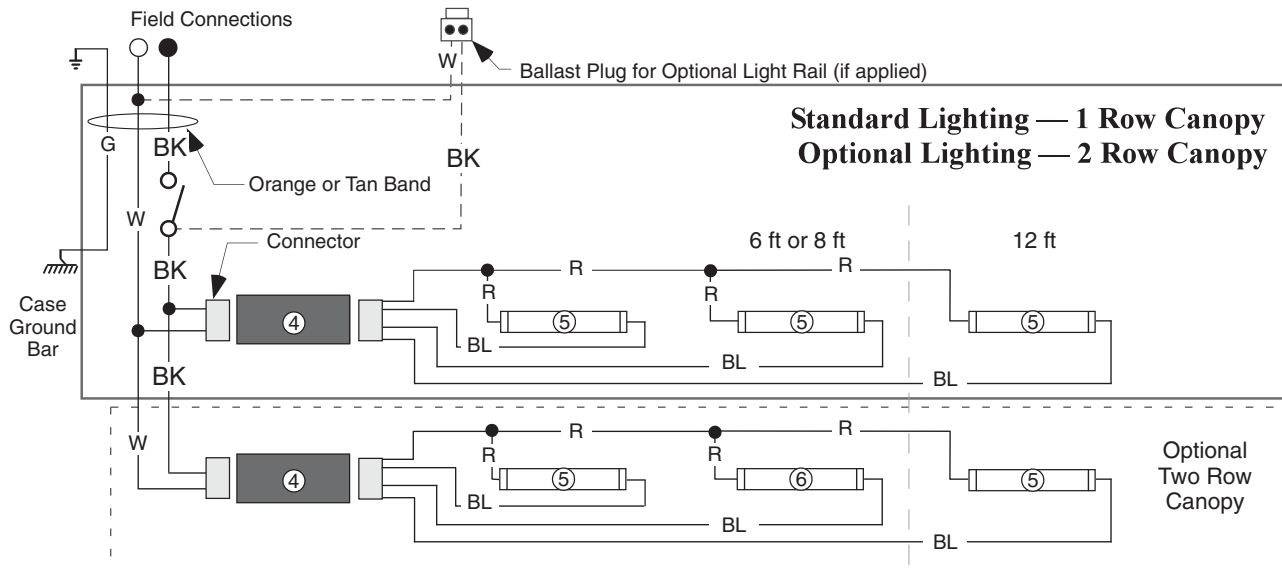 Field Connections
W
Ballast Plug for Optional Light Rail (if applied)
Standard Lighting — 1 Row Canopy
Optional Lighting — 2 Row Canopy
G
BK
BK
Orange or Tan Band
W
Connector
6 ft or 8 ft
12 ft
BK
R
R
Case
Ground
Bar
R
R
4
5
5
5
BL
BL
BL
BK
W
R
R
R
R
Optional
Two Row
Canopy
4
5
6
5
BL
BL
BL